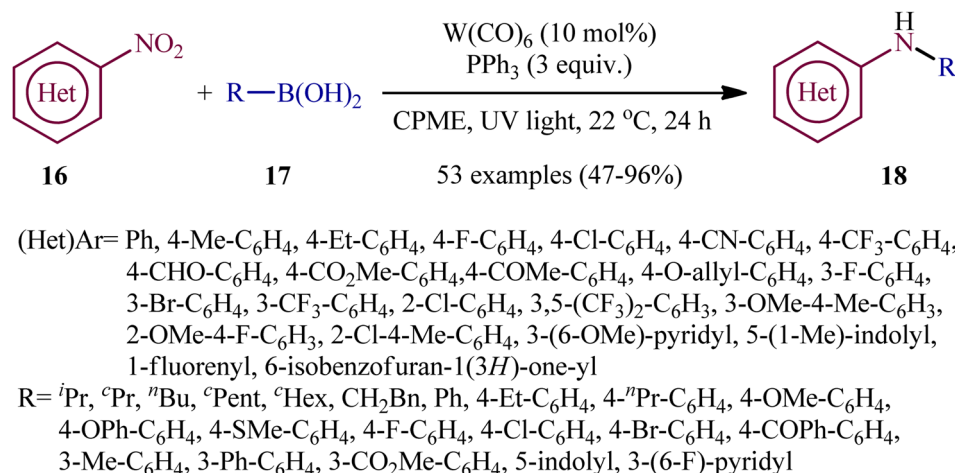 NO₂
Het
16
+
R—B(OH)₂
17
W(CO)₆ (10 mol%)
PPh₃ (3 equiv.)
CPME, UV light, 22 °C, 24 h
53 examples (47-96%)
H
N
R
Het
18
(Het)Ar= Ph, 4-Me-C₆H₄, 4-Et-C₆H₄, 4-F-C₆H₄, 4-Cl-C₆H₄, 4-CN-C₆H₄, 4-CF₃-C₆H₄,
4-CHO-C₆H₄, 4-CO₂Me-C₆H₄,4-COMe-C₆H₄, 4-O-allyl-C₆H₄, 3-F-C₆H₄,
3-Br-C₆H₄, 3-CF₃-C₆H₄, 2-Cl-C₆H₄, 3,5-(CF₃)₂-C₆H₃, 3-OMe-4-Me-C₆H₃,
2-OMe-4-F-C₆H₃, 2-Cl-4-Me-C₆H₄, 3-(6-OMe)-pyridyl, 5-(1-Me)-indolyl,
1-fluorenyl, 6-isobenzofuran-1(3H)-one-yl
R= ⁱPr, ᶜPr, ⁿBu, ᶜPent, ᶜHex, CH₂Bn, Ph, 4-Et-C₆H₄, 4-ⁿPr-C₆H₄, 4-OMe-C₆H₄,
4-OPh-C₆H₄, 4-SMe-C₆H₄, 4-F-C₆H₄, 4-Cl-C₆H₄, 4-Br-C₆H₄, 4-COPh-C₆H₄,
3-Me-C₆H₄, 3-Ph-C₆H₄, 3-CO₂Me-C₆H₄, 5-indolyl, 3-(6-F)-pyridyl